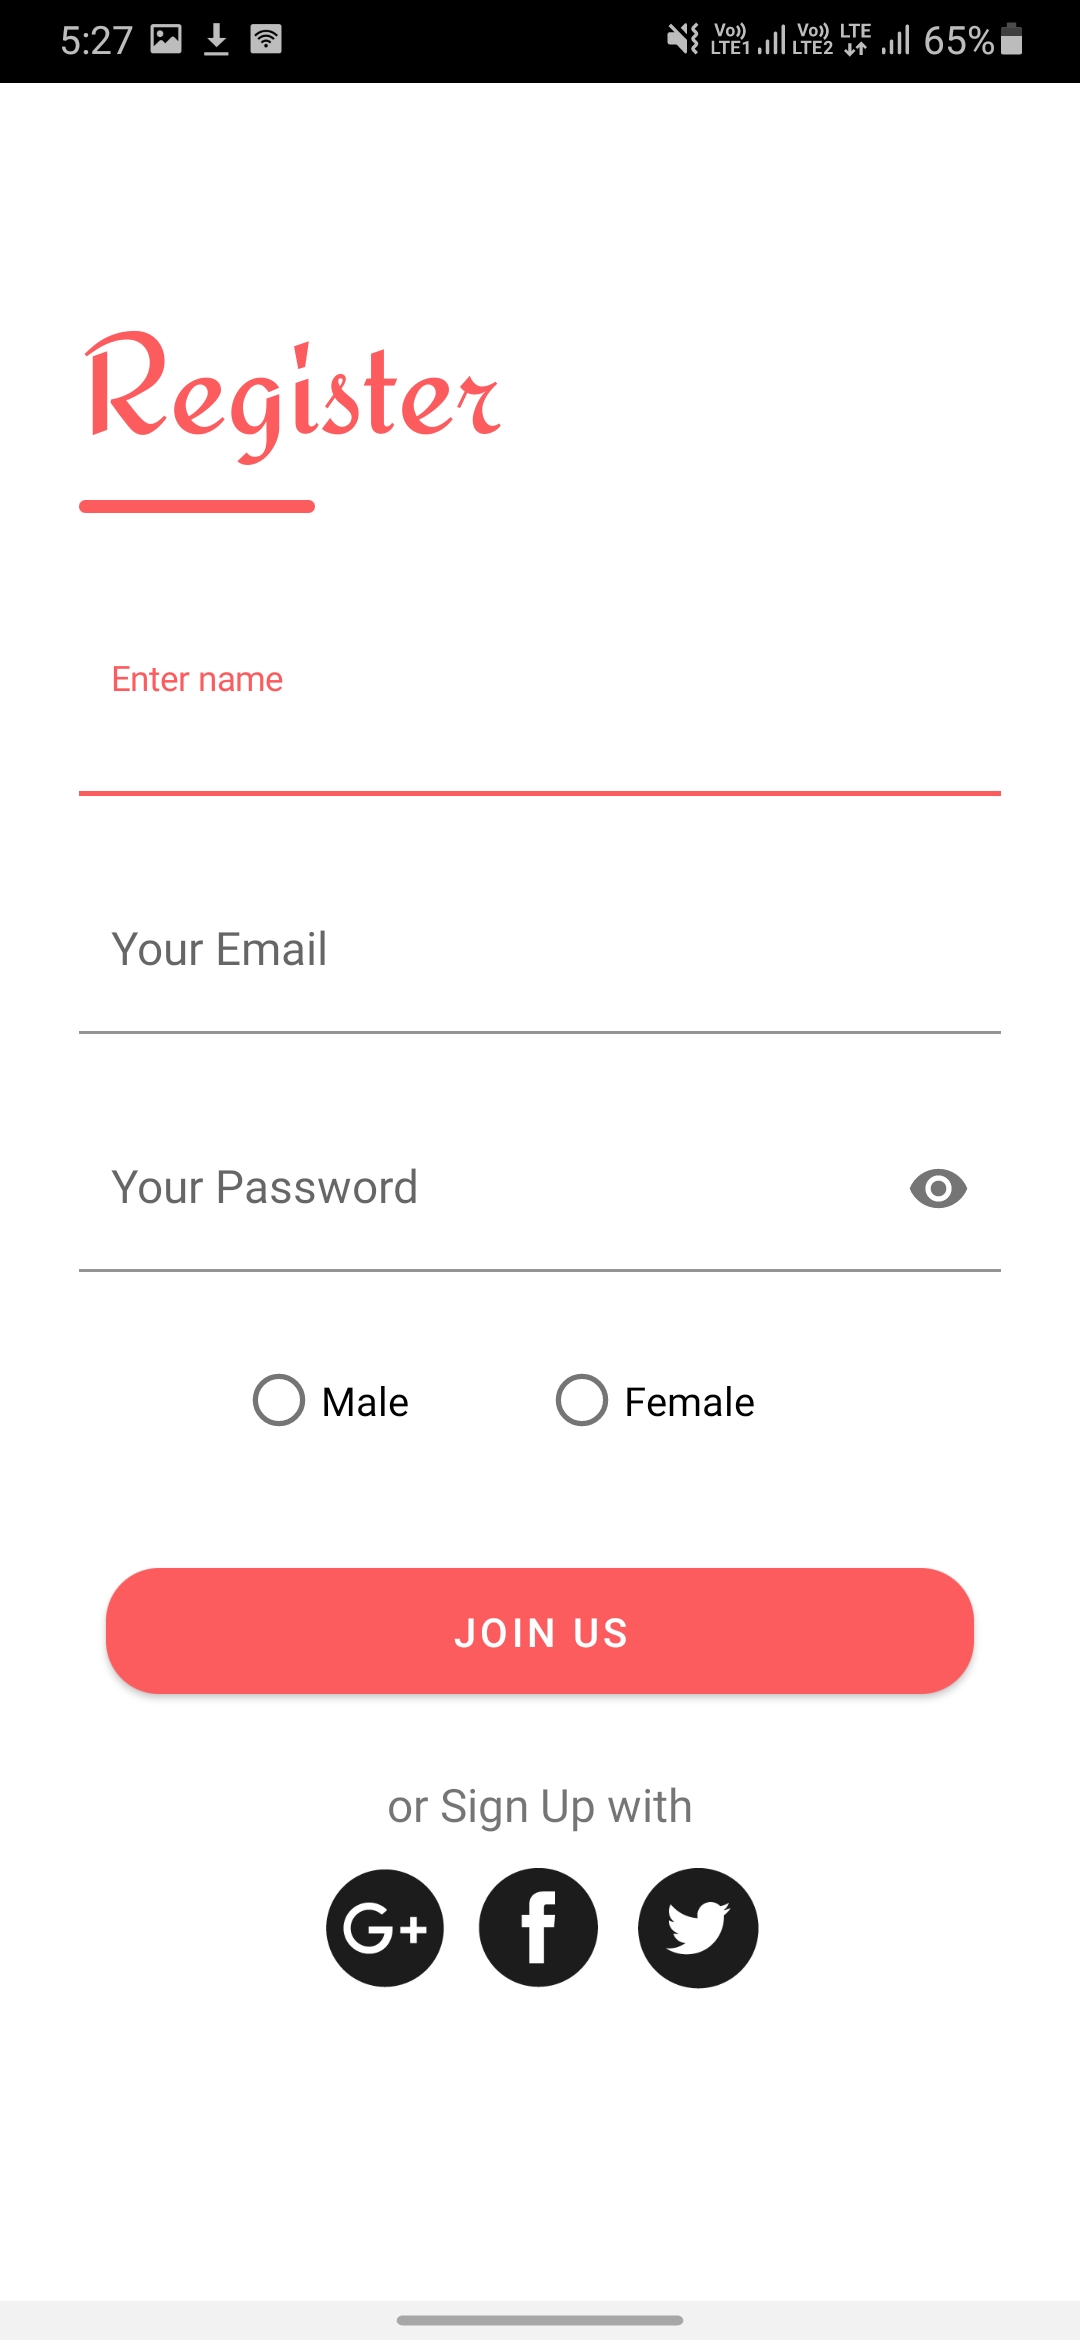 5:27 Vo)) LTE1 Vo)) LTE2 LTE 65%
Register
Enter name
Your Email
Your Password
Male Female
JOIN US
or Sign Up with
G+ f